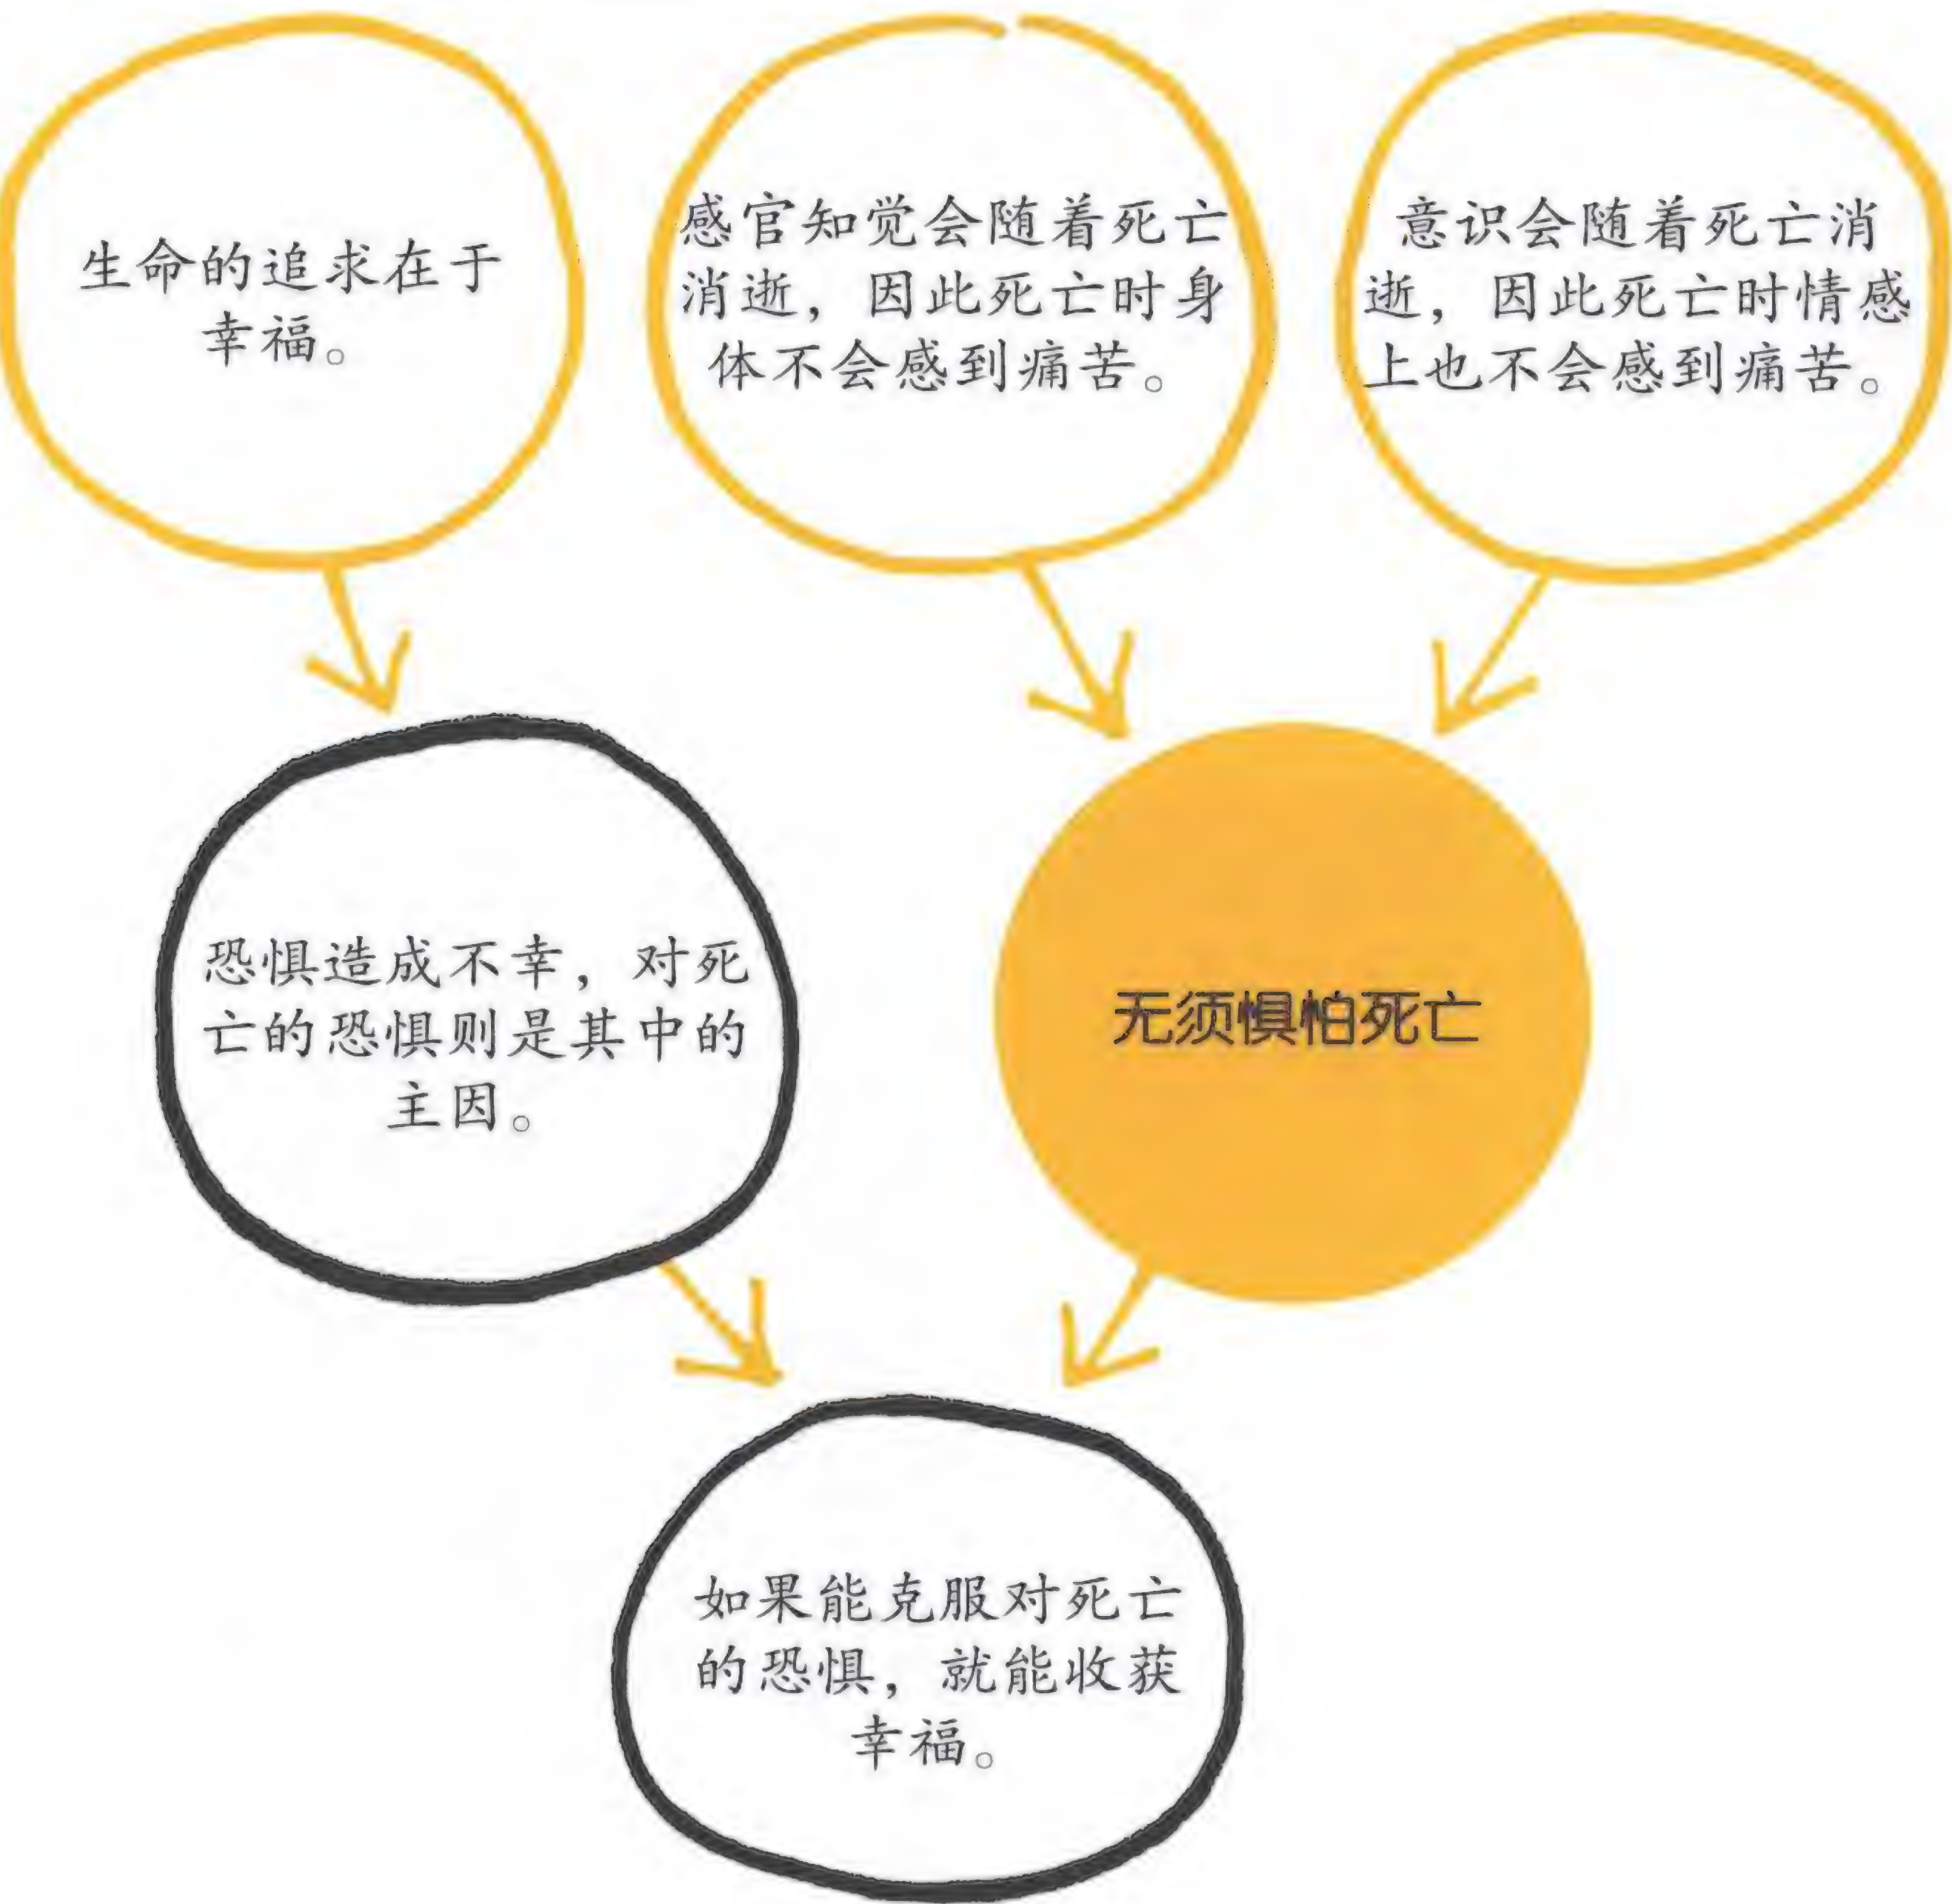 生命的追求在于
幸福。
感官知觉会随着死亡
消逝，因此死亡时身
体不会感到痛苦。
意识会随着死亡消
逝，因此死亡时情感
上也不会感到痛苦。
恐惧造成不幸，对死
亡的恐惧则是其中的
主因。
无须惧怕死亡
如果能克服对死亡
的恐惧，就能收获
幸福。